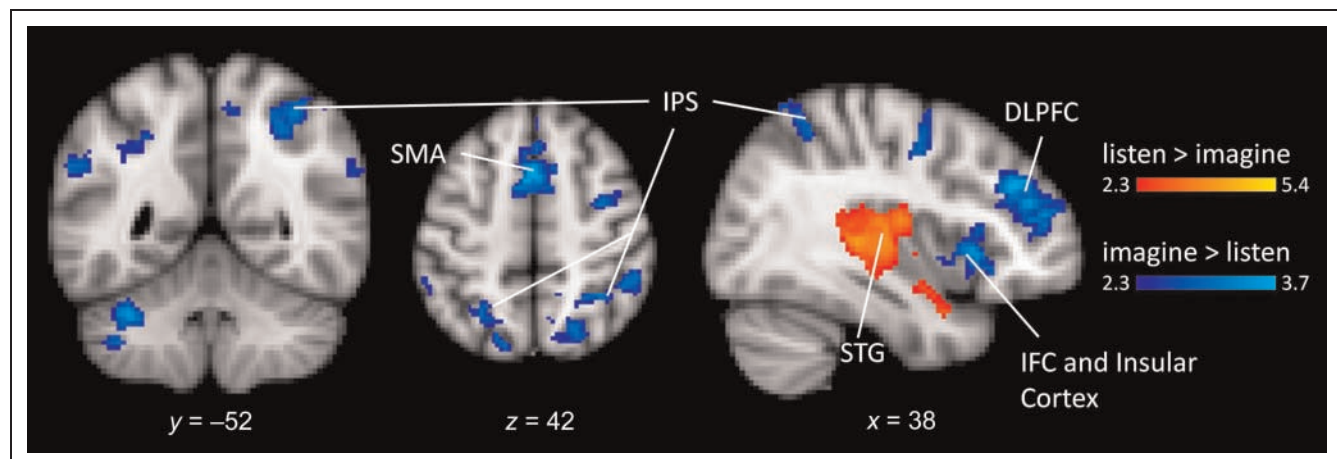 IPS
SMA
DLPFC
listen > imagine
2.3 5.4
imagine > listen
2.3 3.7
STG
IFC and Insular
Cortex
y = –52
z = 42
x = 38